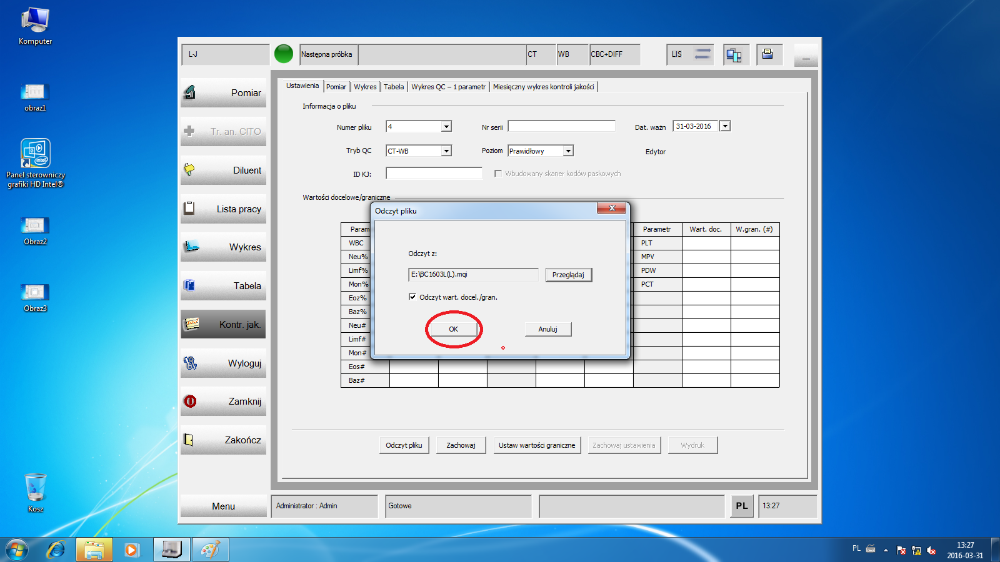 Komputer
obraz1
Panel sterowniczy
grafiki HD Intel®
intel
Obraz2
Obraz3
Kosz
L-J
Następna próbka
CT
WB
CBC+DIFF
LIS
Pomiar
Tr. an. CITO
Diluent
Lista pracy
Wykres
Tabela
Kontr. jak.
Wyloguj
Zamknij
Zakończ
Menu
Ustawienia
Pomiar
Wykres
Tabela
Wykres QC – 1 parametr
Miesięczny wykres kontroli jakości
Informacja o pliku
Numer pliku
4
Nr serii
Dat. ważn
31-03-2016
Tryb QC
CT-WB
Poziom
Prawidłowy
Edytor
ID KJ:
Wbudowany skaner kodów paskowych
Wartości docelowe/graniczne
Param
WBC
Neu%
Limf%
Mon%
Eoz%
Baz%
Neu#
Limf#
Mon#
Eos#
Baz#
Parametr Wart. doc. W.gran. (#)
PLT
MPV
PDW
PCT
Odczyt pliku
Odczyt z:
E:\BC1603L(L).mqi
Przeglądaj
Odczyt wart. docel./gran.
OK
Anuluj
Odczyt pliku
Zachowaj
Ustaw wartości graniczne
Zachowaj ustawienia
Wydruk
Administrator : Admin
Gotowe
PL
13:27
PL
13:27
2016-03-31